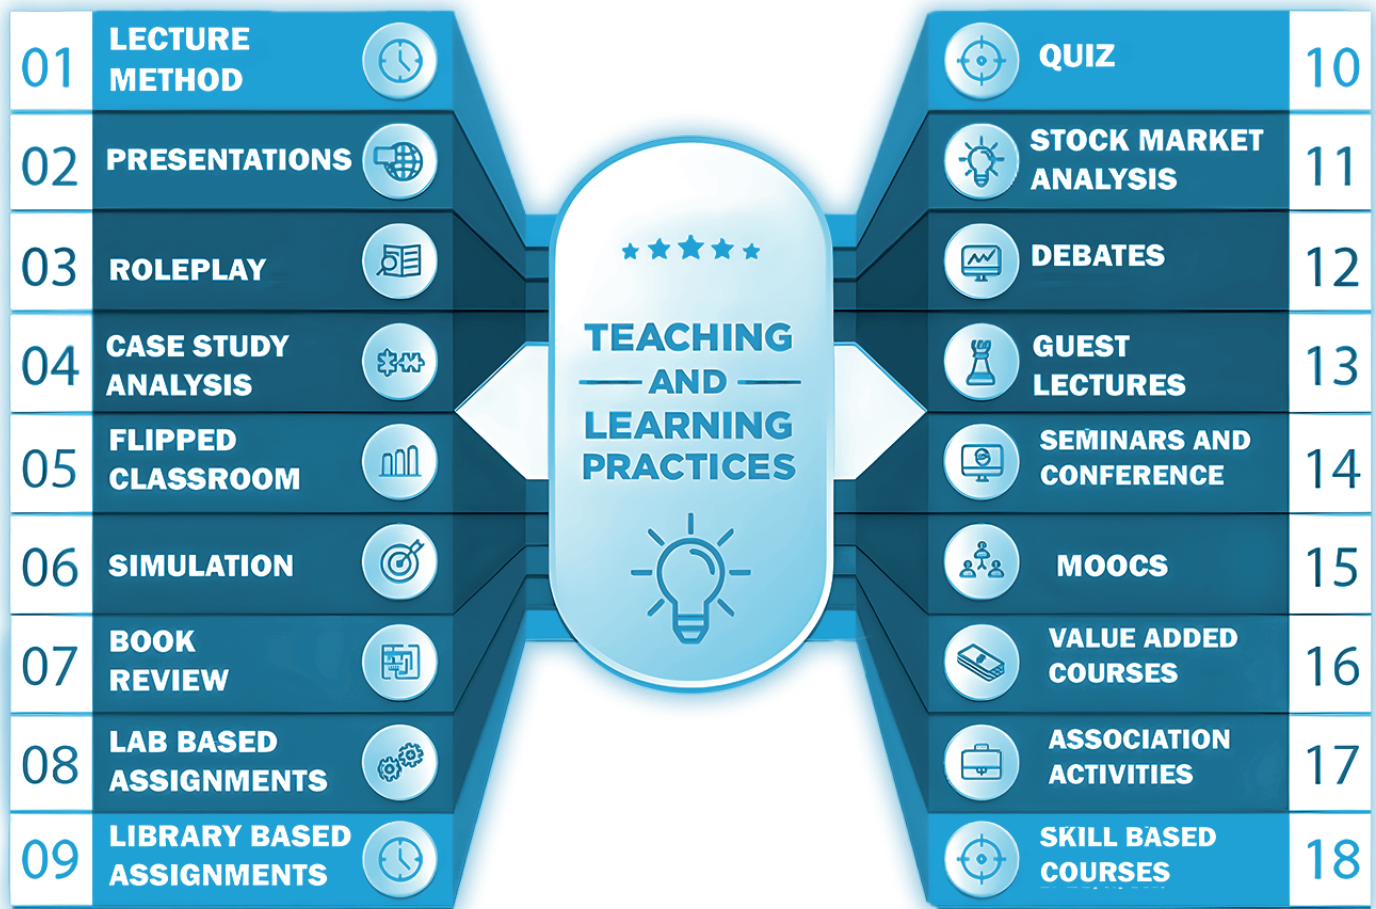 01
LECTURE
METHOD
02
PRESENTATIONS
03
ROLEPLAY
04
CASE STUDY
ANALYSIS
05
FLIPPED
CLASSROOM
06
SIMULATION
07
BOOK
REVIEW
08
LAB BASED
ASSIGNMENTS
09
LIBRARY BASED
ASSIGNMENTS
TEACHING
AND
LEARNING
PRACTICES
QUIZ
10
STOCK MARKET
ANALYSIS
11
DEBATES
12
GUEST
LECTURES
13
SEMINARS AND
CONFERENCE
14
MOOCS
15
VALUE ADDED
COURSES
16
ASSOCIATION
ACTIVITIES
17
SKILL BASED
COURSES
18